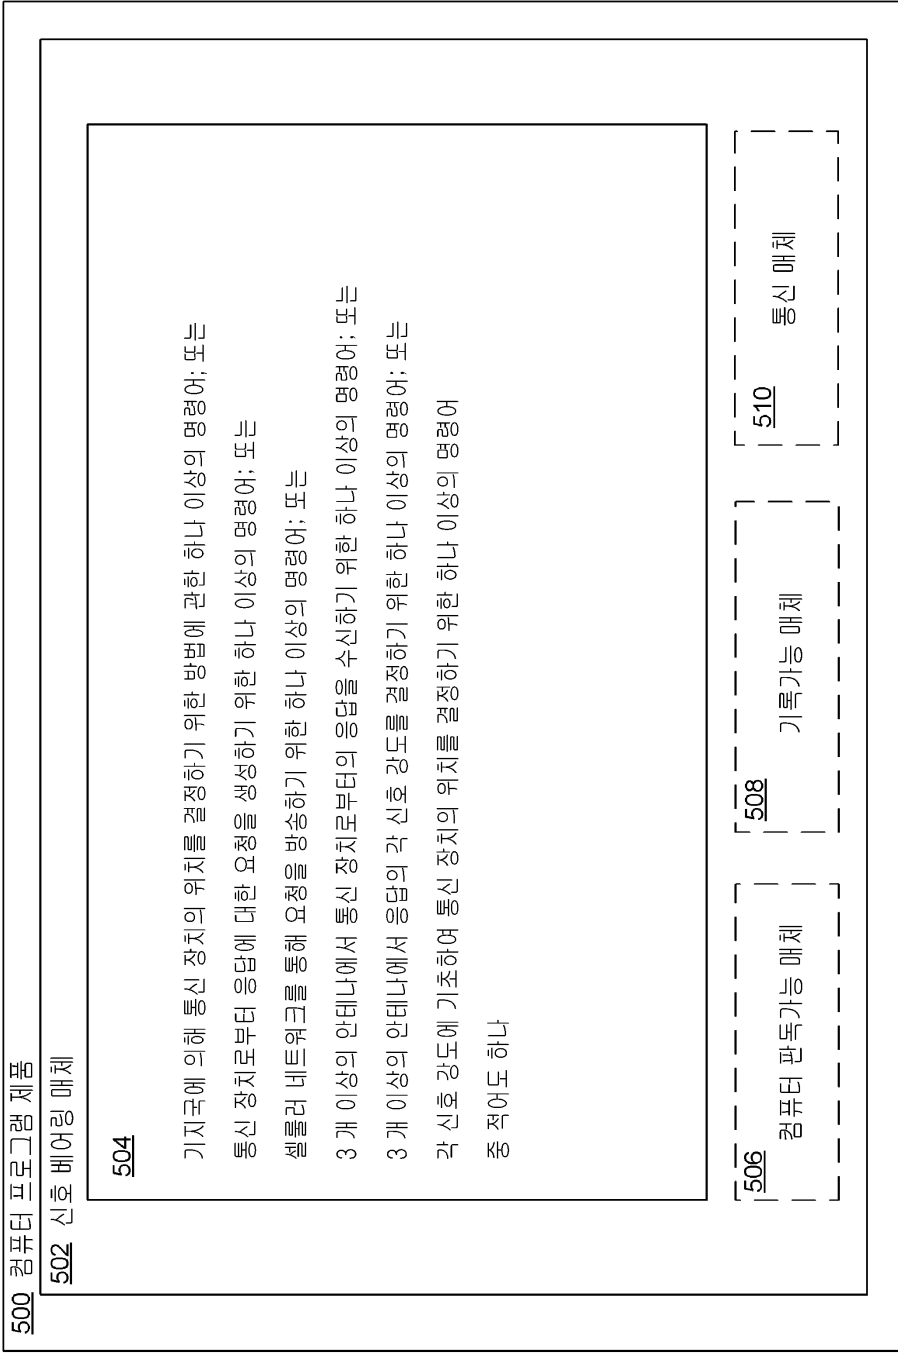 500 컴퓨터 프로그램 제품
502 신호 베어링 매체
504
기지국에 의해 통신 장치의 위치를 결정하기 위한 방법에 관한 하나 이상의 명령어; 또는
통신 장치로부터 응답에 대한 요청을 생성하기 위한 하나 이상의 명령어; 또는
셀룰러 네트워크를 통해 요청을 방송하기 위한 하나 이상의 명령어; 또는
3 개 이상의 안테나에서 통신 장치로부터의 응답을 수신하기 위한 하나 이상의 명령어; 또는
3 개 이상의 안테나에서 응답의 각 신호 강도를 결정하기 위한 하나 이상의 명령어; 또는
각 신호 강도에 기초하여 통신 장치의 위치를 결정하기 위한 하나 이상의 명령어
중 적어도 하나
506
컴퓨터 판독가능 매체
508
기록가능 매체
510
통신 매체